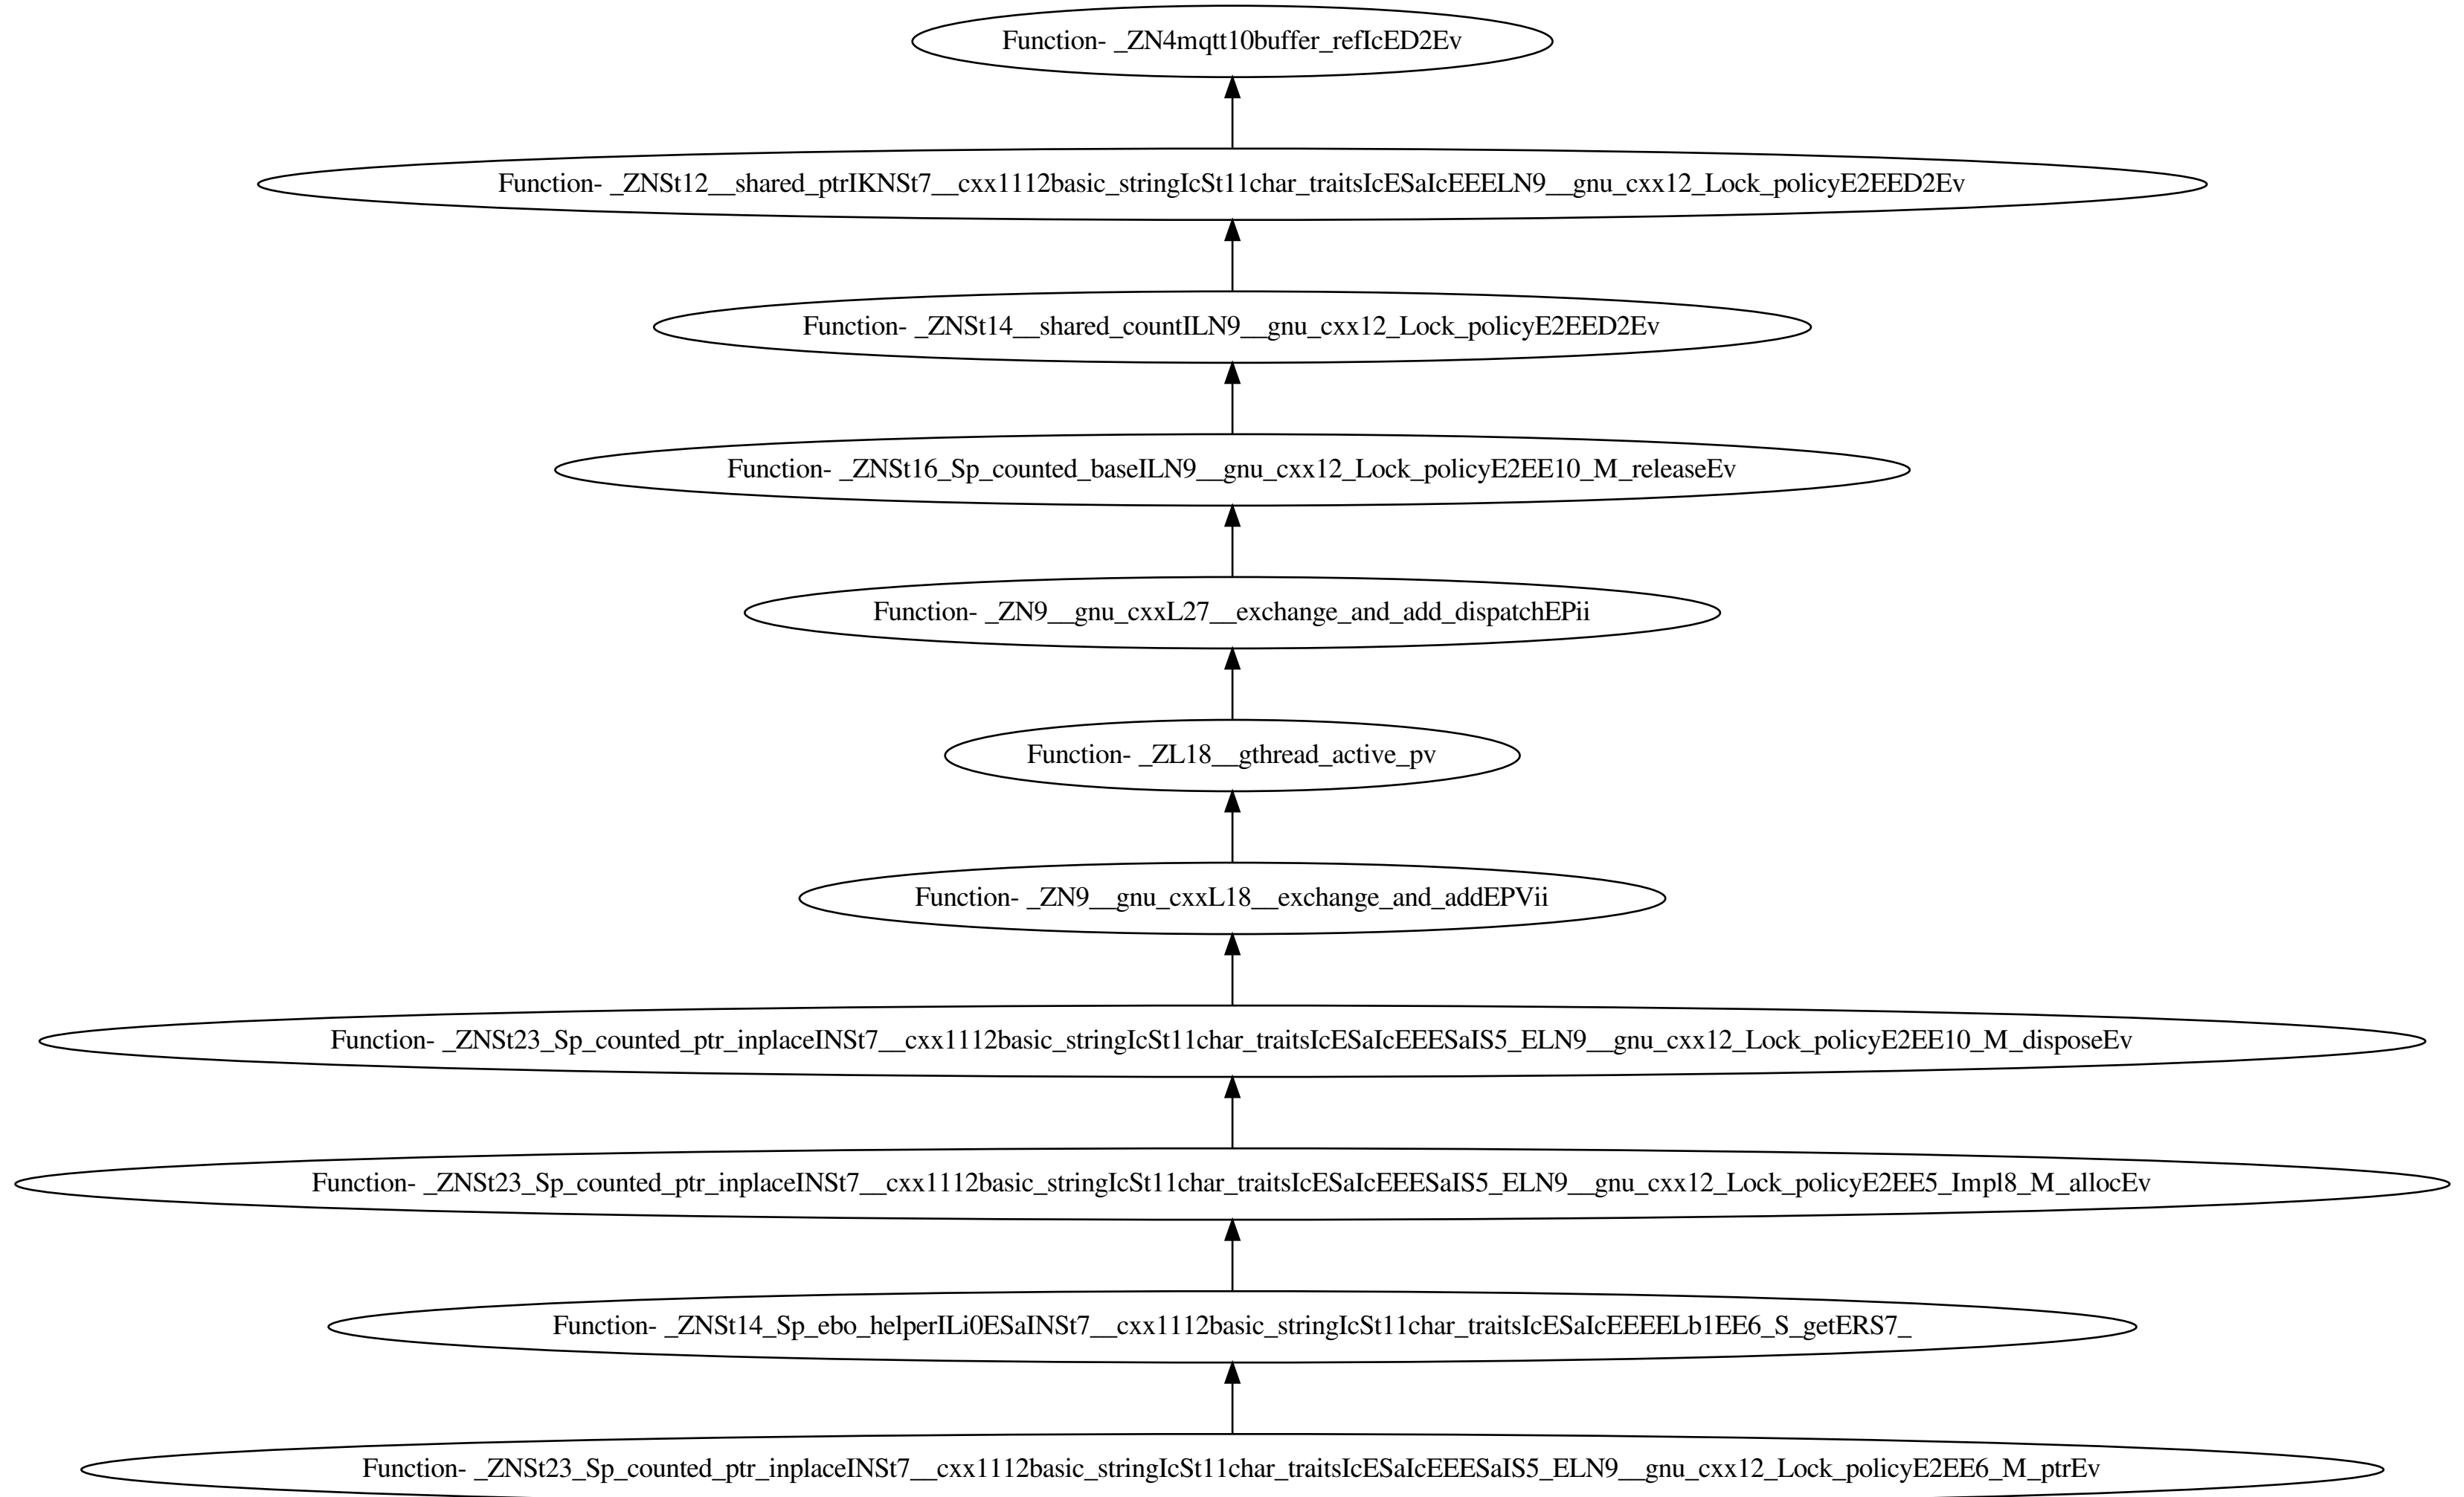 Function- _ZN4mqtt10buffer_refIcED2Ev
Function- _ZNSt12__shared_ptrIKNSt7__cxx1112basic_stringIcSt11char_traitsIcESaIcEEELN9__gnu_cxx12_Lock_policyE2EED2Ev
Function- _ZNSt14__shared_countILN9__gnu_cxx12_Lock_policyE2EED2Ev
Function- _ZNSt16_Sp_counted_baseILN9__gnu_cxx12_Lock_policyE2EE10_M_releaseEv
Function- _ZN9__gnu_cxxL27__exchange_and_add_dispatchEPii
Function- _ZL18__gthread_active_pv
Function- _ZN9__gnu_cxxL18__exchange_and_addEPVii
Function- _ZNSt23_Sp_counted_ptr_inplaceINSt7__cxx1112basic_stringIcSt11char_traitsIcESaIcEEESaIS5_ELN9__gnu_cxx12_Lock_policyE2EE10_M_disposeEv
Function- _ZNSt23_Sp_counted_ptr_inplaceINSt7__cxx1112basic_stringIcSt11char_traitsIcESaIcEEESaIS5_ELN9__gnu_cxx12_Lock_policyE2EE5_Impl8_M_allocEv
Function- _ZNSt14_Sp_ebo_helperILi0ESaINSt7__cxx1112basic_stringIcSt11char_traitsIcESaIcEEEELb1EE6_S_getERS7_
Function- _ZNSt23_Sp_counted_ptr_inplaceINSt7__cxx1112basic_stringIcSt11char_traitsIcESaIcEEESaIS5_ELN9__gnu_cxx12_Lock_policyE2EE6_M_ptrEv